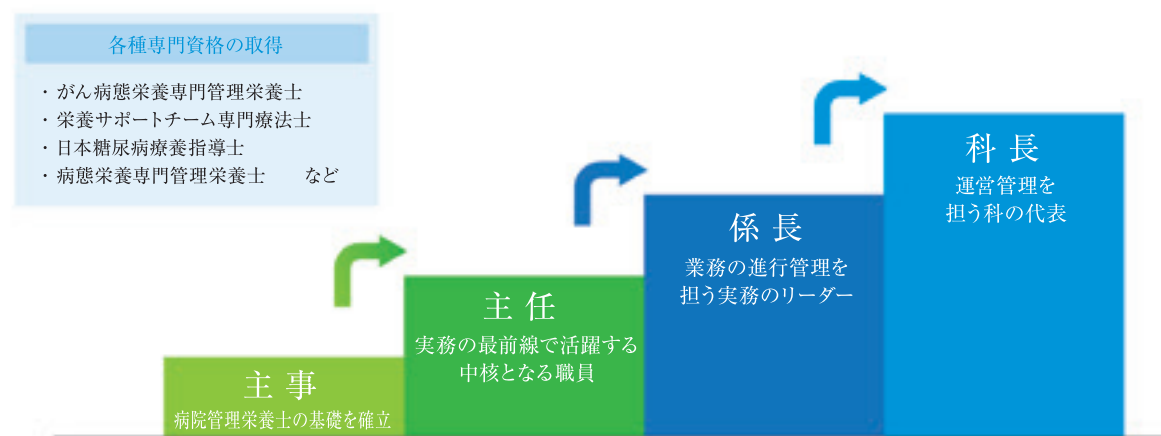 各種専門資格の取得
・ がん病態栄養専門管理栄養士
・ 栄養サポートチーム専門療法士
・ 日本糖尿病療養指導士
・ 病態栄養専門管理栄養士　　など
主事
病院管理栄養士の基礎を確立
主任
実務の最前線で活躍する
中核となる職員
係長
業務の進行管理を
担う実務のリーダー
科長
運営管理を
担う科の代表